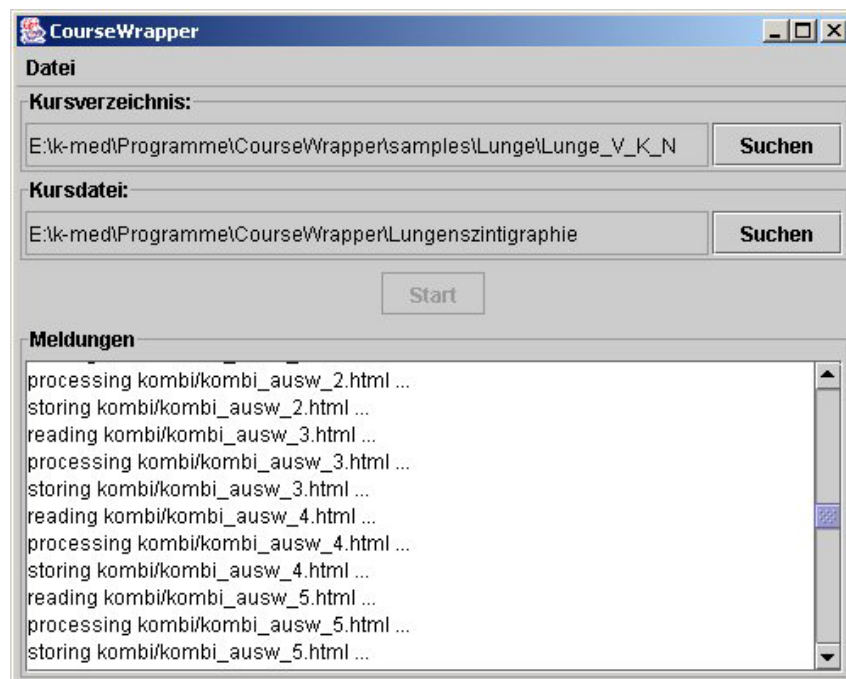 CourseWrapper
Datei
Kursverzeichnis:
E:\k-med\Programme\CourseWrapper\samples\Lunge\Lunge_V_K_N Suchen
Kursdatei:
E:\k-med\Programme\CourseWrapper\Lungenszintigraphie Suchen
Start
Meldungen
processing kombi/kombi_ausw_2.html ...
storing kombi/kombi_ausw_2.html ...
reading kombi/kombi_ausw_3.html ...
processing kombi/kombi_ausw_3.html ...
storing kombi/kombi_ausw_3.html ...
reading kombi/kombi_ausw_4.html ...
processing kombi/kombi_ausw_4.html ...
storing kombi/kombi_ausw_4.html ...
reading kombi/kombi_ausw_5.html ...
processing kombi/kombi_ausw_5.html ...
storing kombi/kombi_ausw_5.html ...